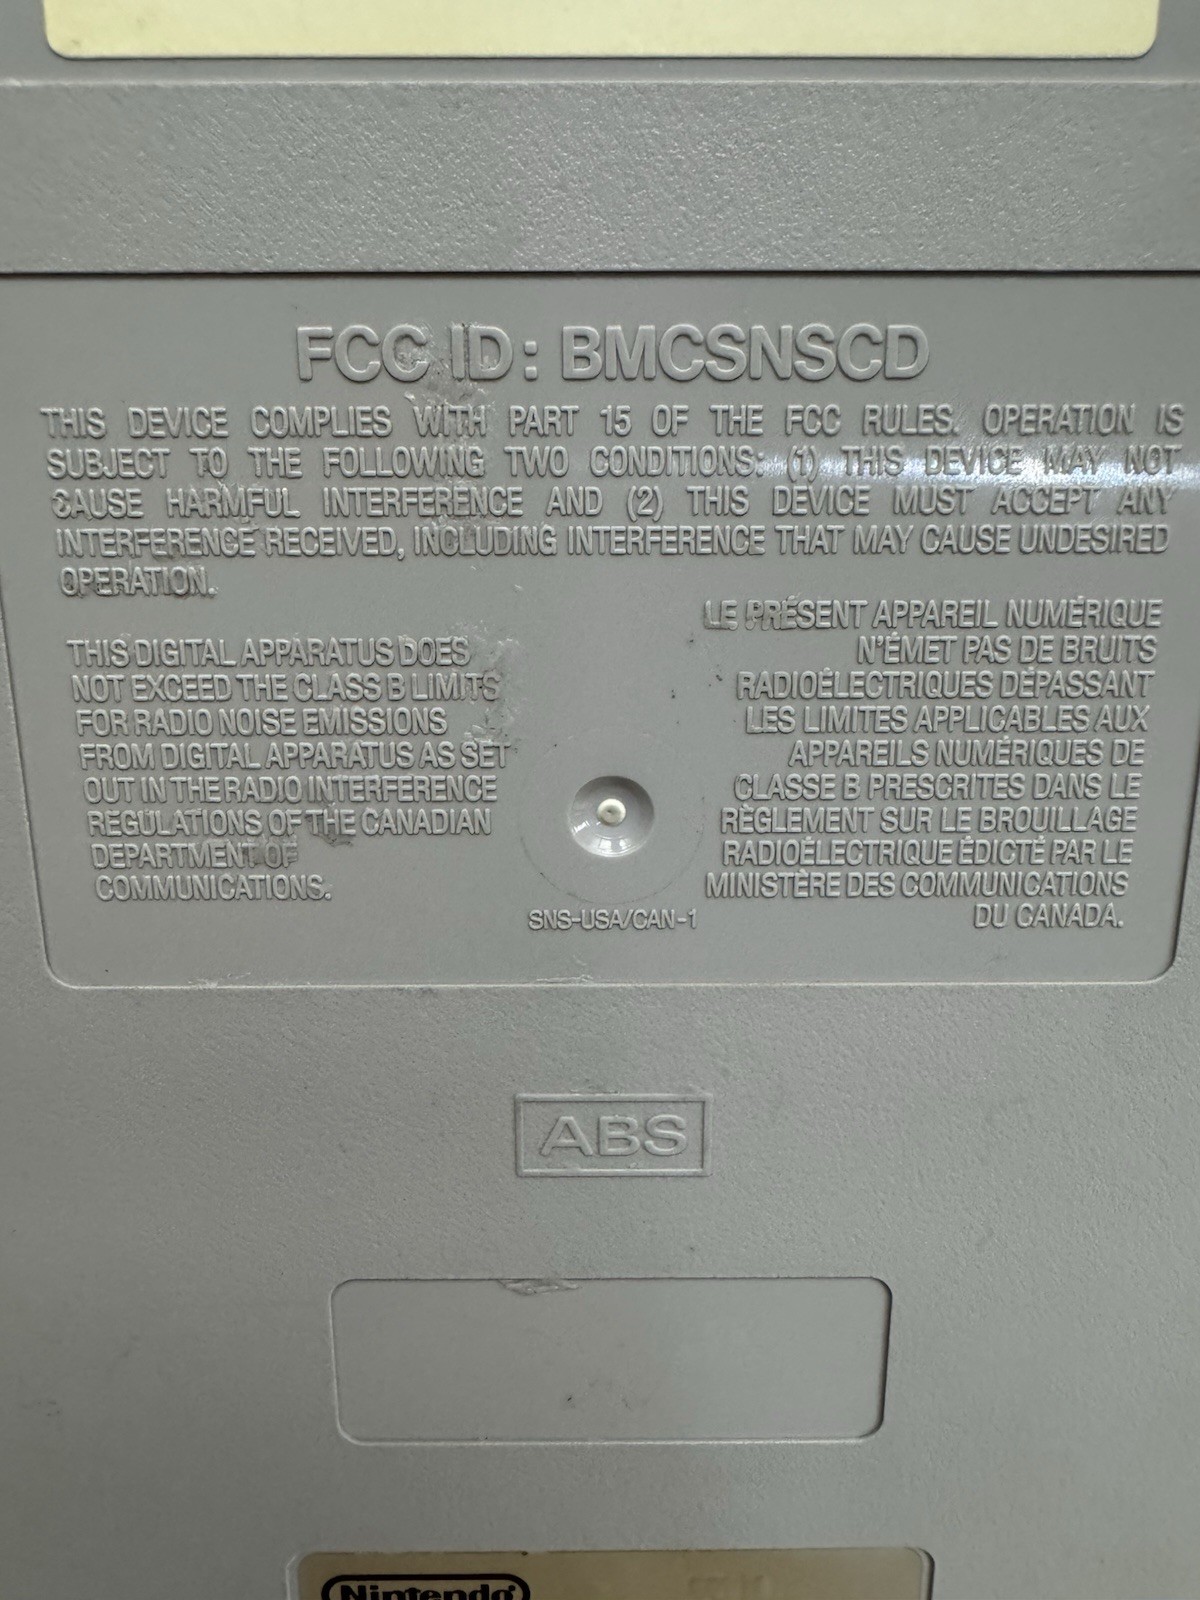 FCC ID: BMCSNSCD
THIS DEVICE COMPLIES WITH PART 15 OF THE FCC RULES. OPERATION IS
SUBJECT TO THE FOLLOWING TWO CONDITIONS: (1) THIS DEVICE MAY NOT
CAUSE HARMFUL INTERFERENCE AND (2) THIS DEVICE MUST ACCEPT ANY
INTERFERENCE RECEIVED, INCLUDING INTERFERENCE THAT MAY CAUSE UNDESIRED
OPERATION.
THIS DIGITAL APPARATUS DOES
NOT EXCEED THE CLASS B LIMITS
FOR RADIO NOISE EMISSIONS
FROM DIGITAL APPARATUS AS SET
OUT IN THE RADIO INTERFERENCE
REGULATIONS OF THE CANADIAN
DEPARTMENT OF
COMMUNICATIONS.
LE PRÉSENT APPAREIL NUMÉRIQUE
N'ÉMET PAS DE BRUITS
RADIOÉLECTRIQUES DÉPASSANT
LES LIMITES APPLICABLES AUX
APPAREILS NUMÉRIQUES DE
CLASSE B PRESCRITES DANS LE
RÈGLEMENT SUR LE BROUILLAGE
RADIOÉLECTRIQUE ÉDICTÉ PAR LE
MINISTÈRE DES COMMUNICATIONS
DU CANADA.
SNS-USA/CAN-1
ABS
Nintendo